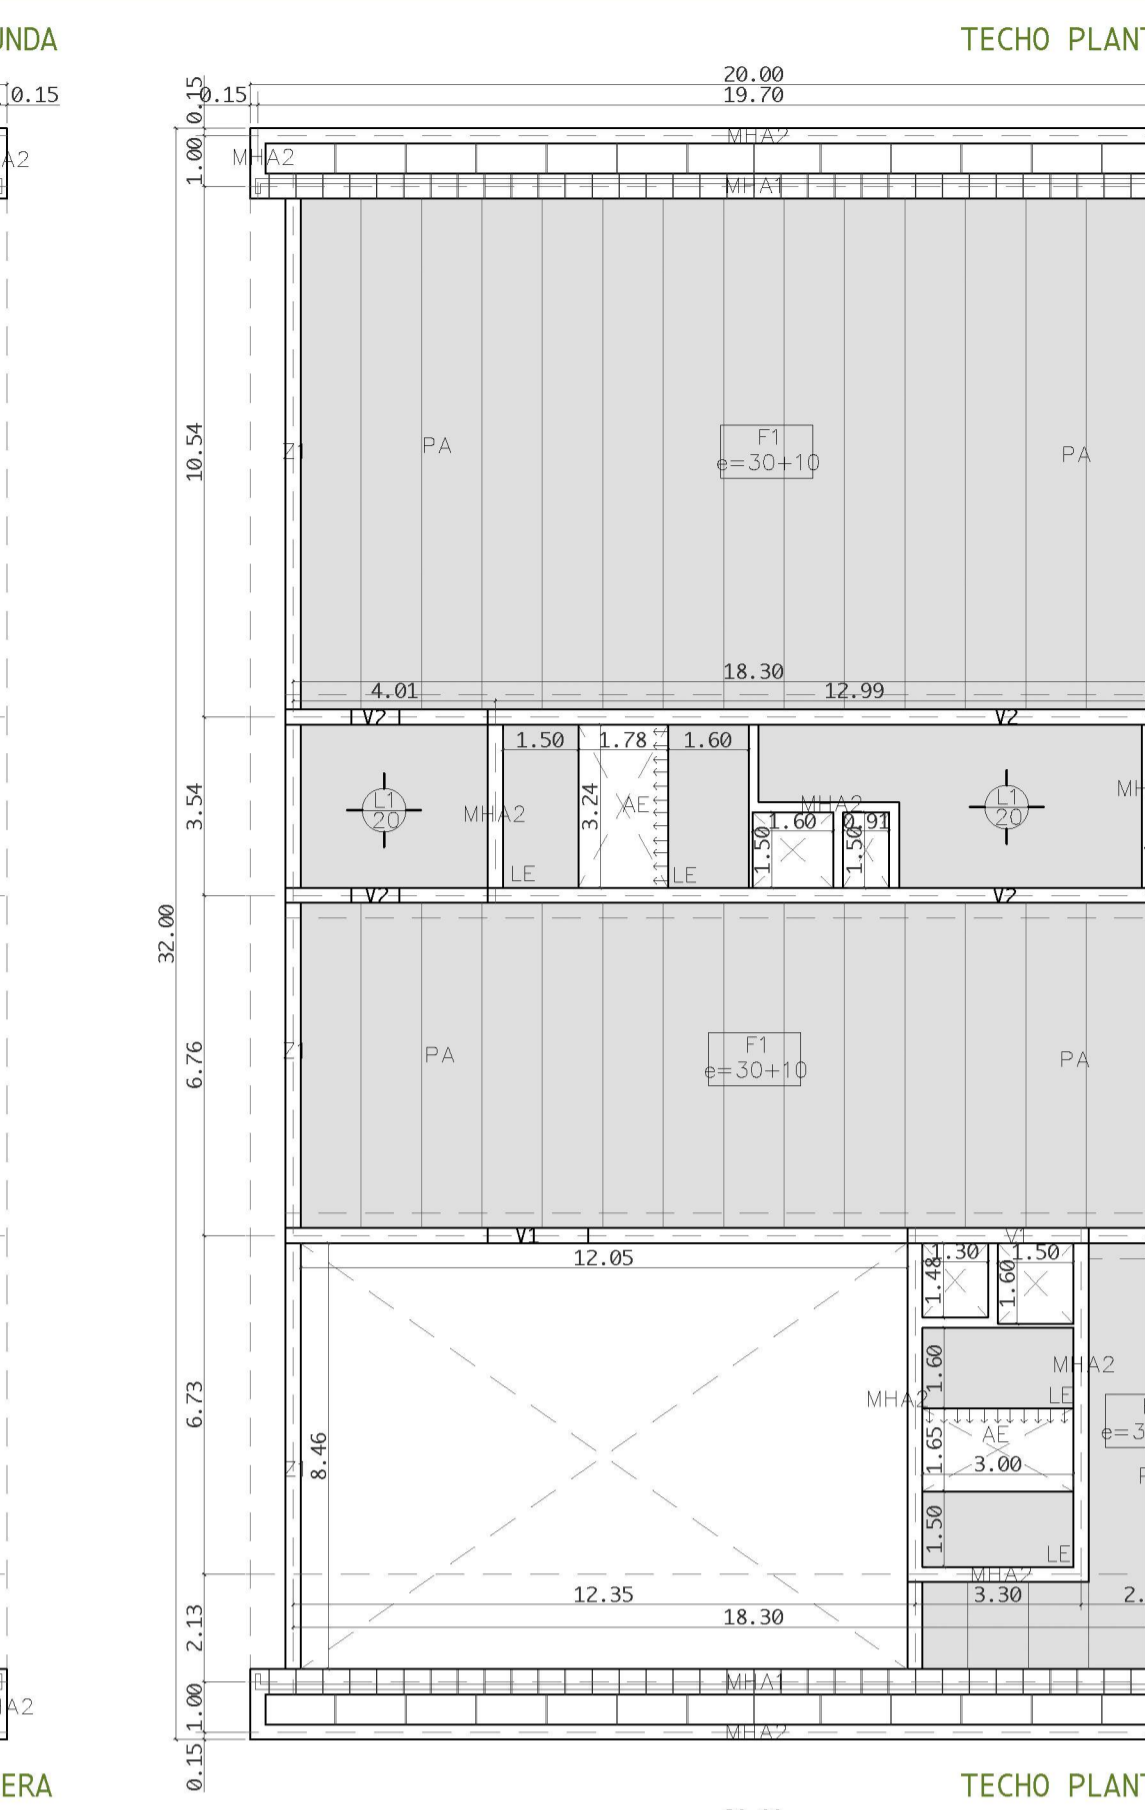 UNDA
TECHO PLANT
20.00
0.15
0.15
0.15
19.70
MHA2
A2
MHA2
1.00
MHA1
10.54
Z1
PA
F1
e=30+10
PA
18.30
4.01
12.99
V2
V2
1.50
1.78
1.60
3.54
L1
20
MHA2
3.24
AE
MHA2
MH
L1
20
1.60
0.91
1.50
1.50
LE
LE
V2
V2
32.00
6.76
Z1
PA
F1
e=30+10
PA
V1
V1
12.05
1.30
1.50
1.48
1.60
1.60
MHA2
6.73
MHA2
LE
8.46
Z1
1.65
AE
e=3
3.00
1.50
LE
MHA2
12.35
3.30
2.
2.13
18.30
MHA1
1.00
A2
MHA2
0.15
ERA
TECHO PLANT